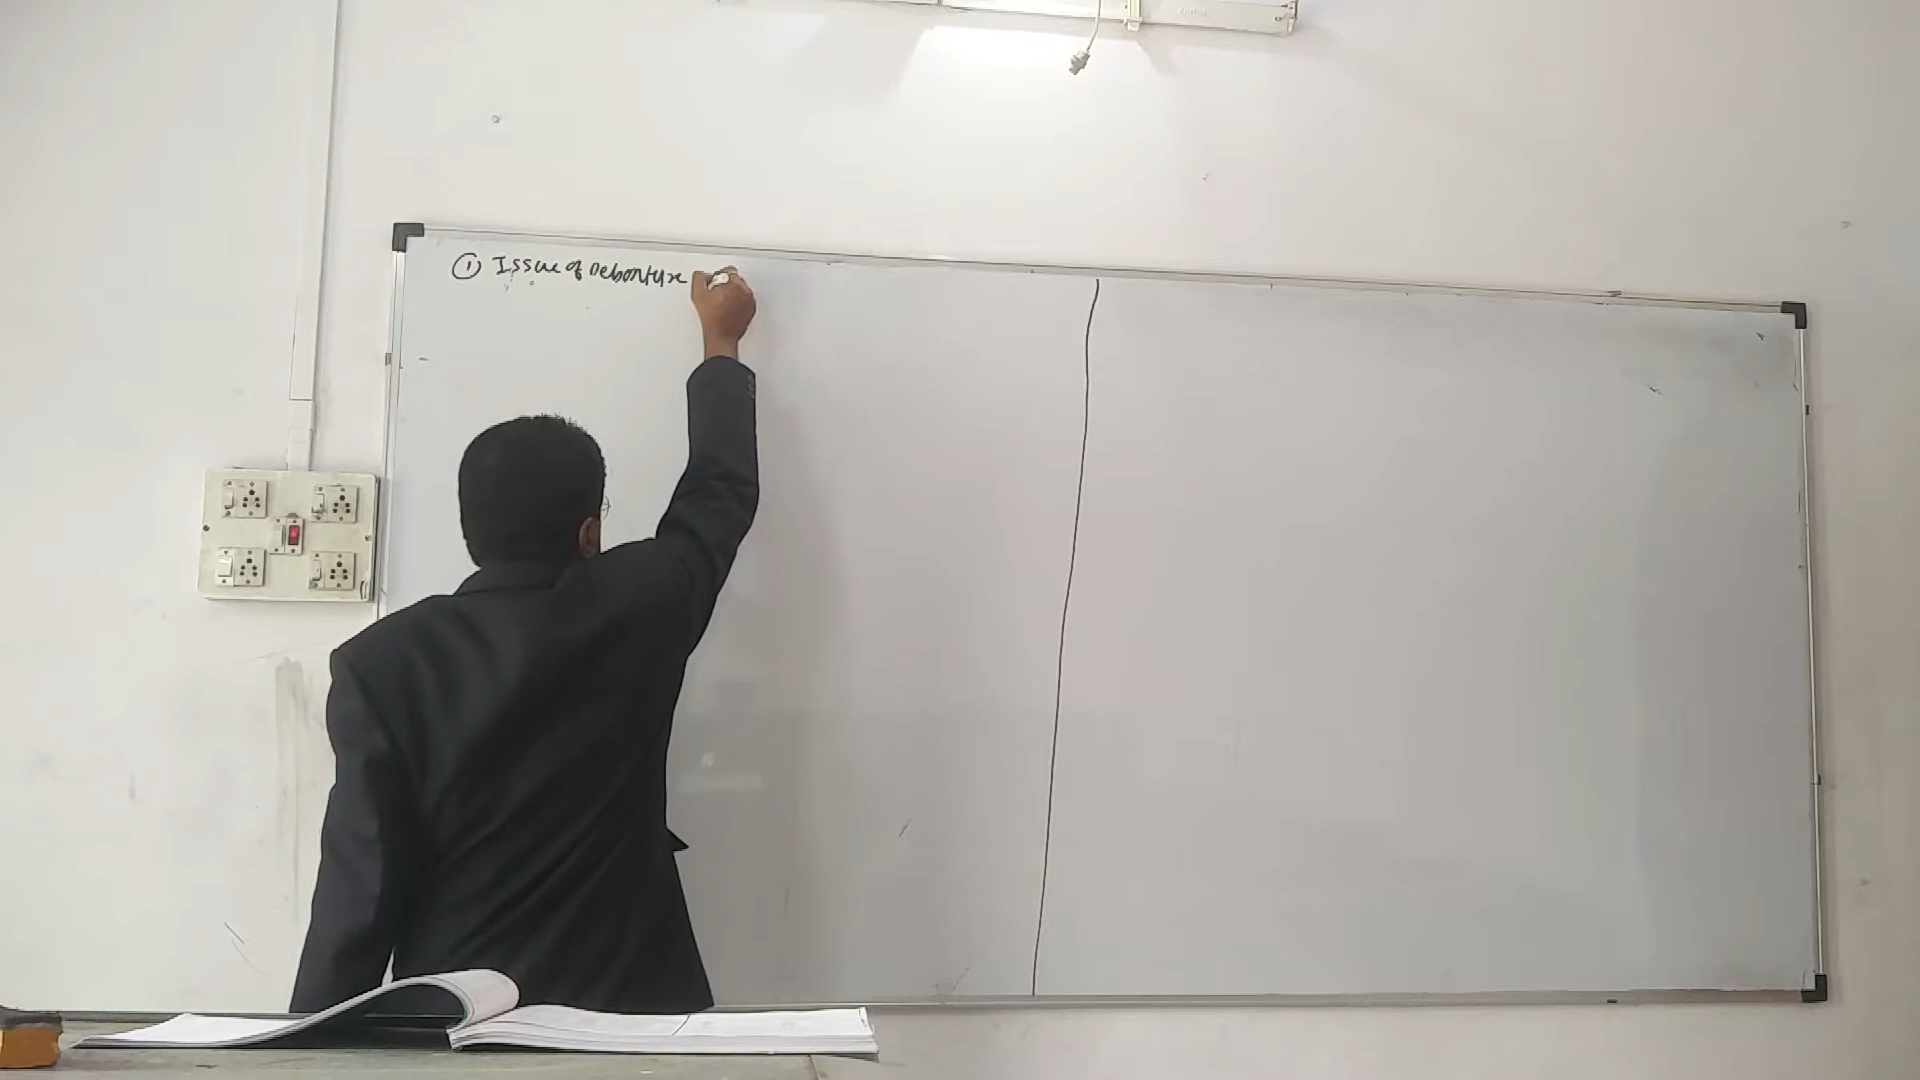 ① Issue of Debenture